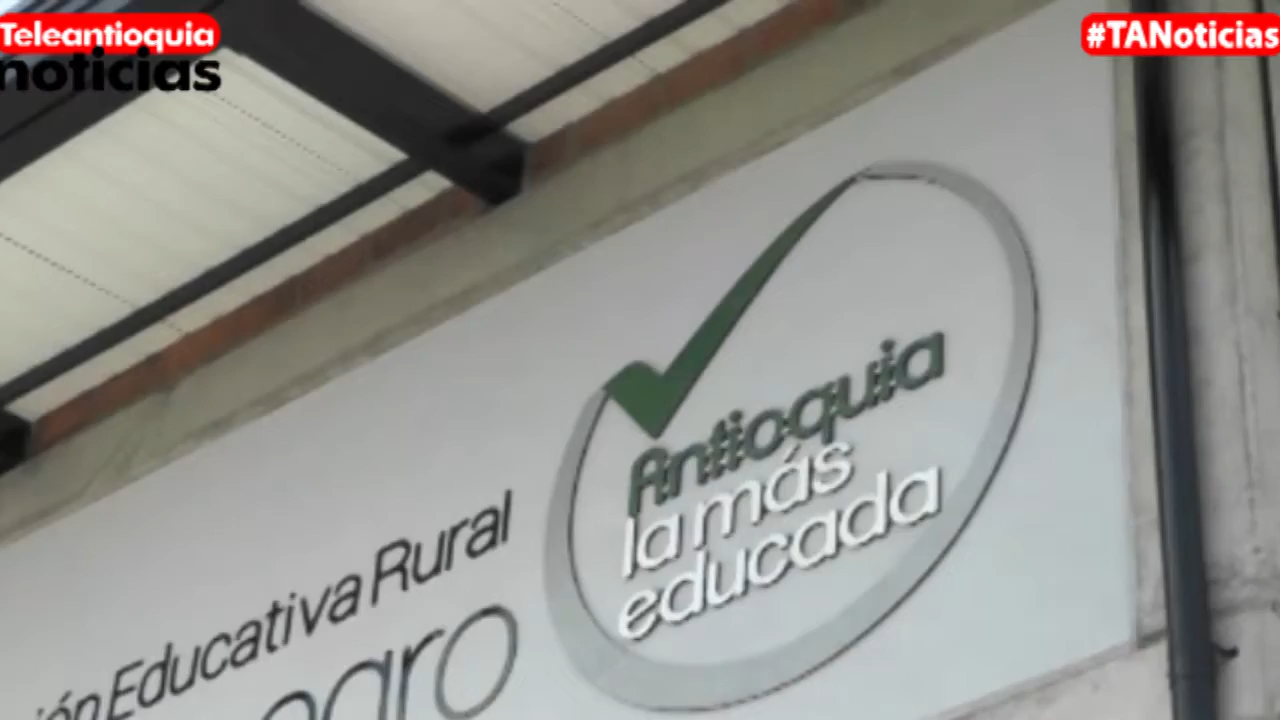 Teleantioquia
noticias
#TANoticias
Antioquia
la más
educada
Educativa Rural